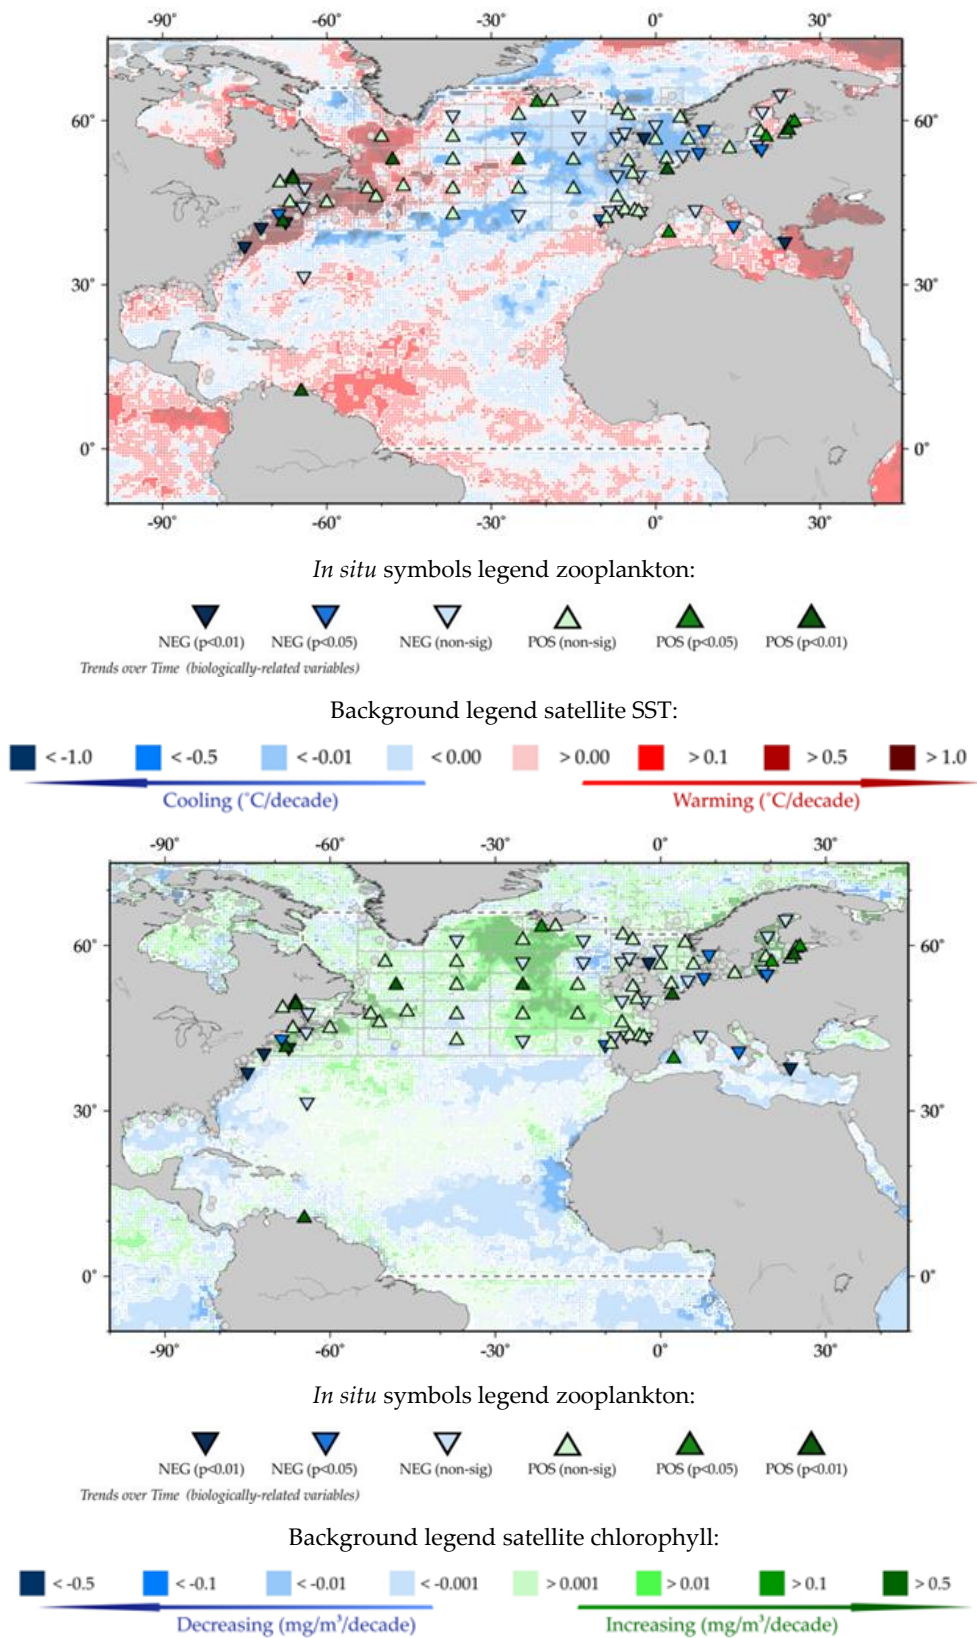 -90° -60° -30° 0° 30°
60° 60°
30° 30°
0° 0°
-90° -60° -30° 0° 30°
In situ symbols legend zooplankton:
NEG (p<0.01) NEG (p<0.05) NEG (non-sig) POS (non-sig) POS (p<0.05) POS (p<0.01)
Trends over Time (biologically-related variables)
Background legend satellite SST:
< -1.0 < -0.5 < -0.01 < 0.00 > 0.00 > 0.1 > 0.5 > 1.0
Cooling (°C/decade) Warming (°C/decade)
-90° -60° -30° 0° 30°
60° 60°
30° 30°
0° 0°
-90° -60° -30° 0° 30°
In situ symbols legend zooplankton:
NEG (p<0.01) NEG (p<0.05) NEG (non-sig) POS (non-sig) POS (p<0.05) POS (p<0.01)
Trends over Time (biologically-related variables)
Background legend satellite chlorophyll:
< -0.5 < -0.1 < -0.01 < -0.001 > 0.001 > 0.01 > 0.1 > 0.5
Decreasing (mg/m³/decade) Increasing (mg/m³/decade)